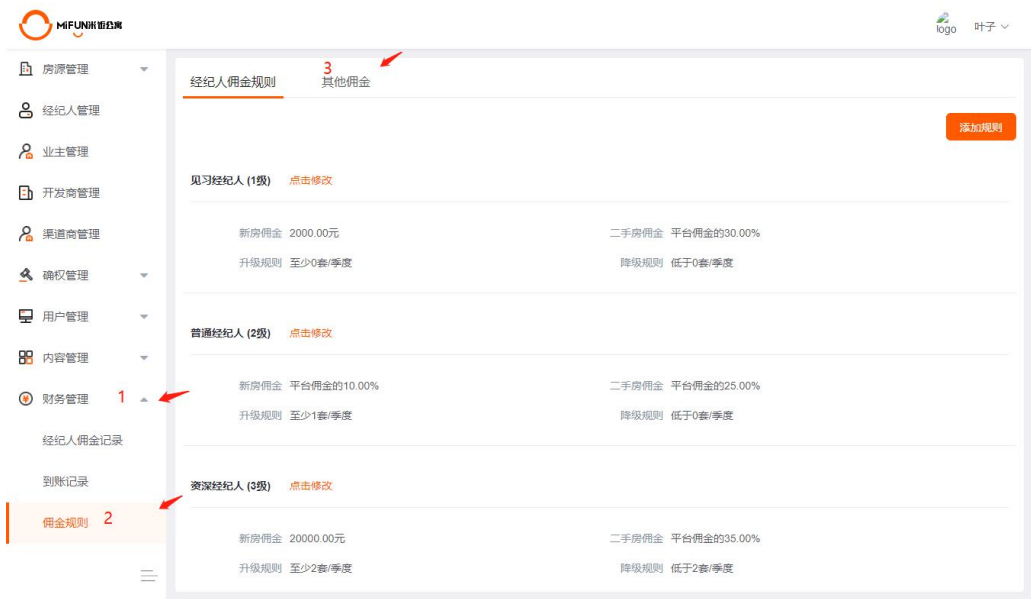 MiFUN米饭公寓
logo
叶子
房源管理
经纪人管理
业主管理
开发商管理
渠道商管理
确权管理
用户管理
内容管理
财务管理 1
经纪人佣金记录
到账记录
佣金规则 2
3
经纪人佣金规则 其他佣金
添加规则
见习经纪人 (1级) 点击修改
新房佣金 2000.00元 二手房佣金 平台佣金的30.00%
升级规则 至少0套/季度 降级规则 低于0套/季度
普通经纪人 (2级) 点击修改
新房佣金 平台佣金的10.00% 二手房佣金 平台佣金的25.00%
升级规则 至少1套/季度 降级规则 低于0套/季度
资深经纪人 (3级) 点击修改
新房佣金 20000.00元 二手房佣金 平台佣金的35.00%
升级规则 至少2套/季度 降级规则 低于2套/季度